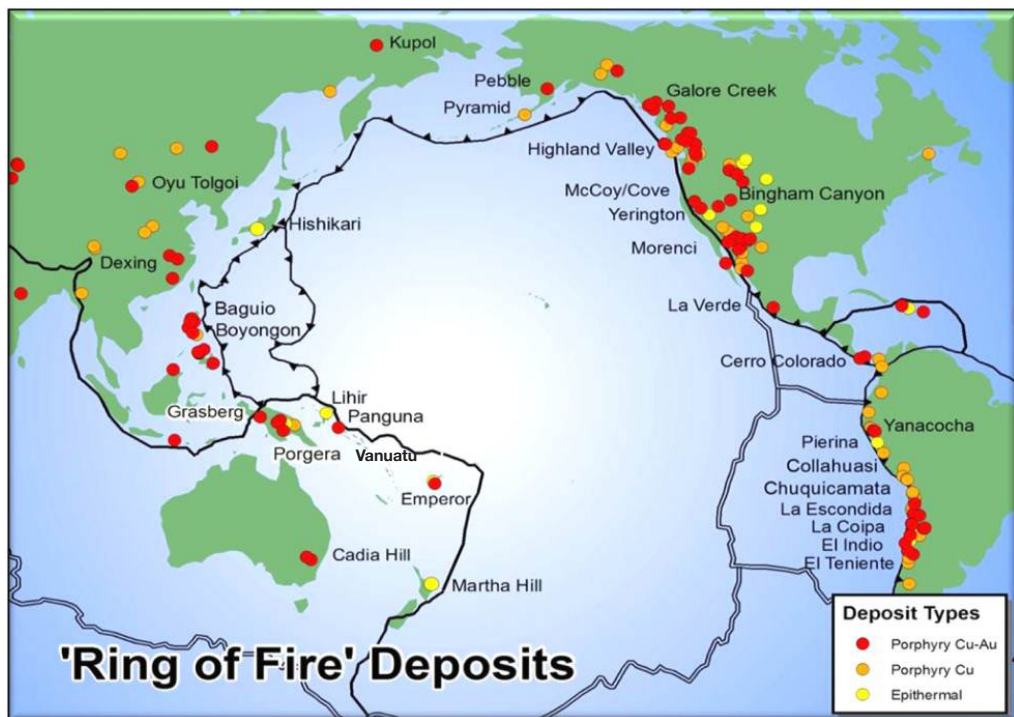 Kupol
Pebble
Pyramid
Galore Creek
Highland Valley
Oyu Tolgoi
McCoy/Cove
Bingham Canyon
Yerington
Hishikari
Morenci
Dexing
Baguio
Boyongon
La Verde
Cerro Colorado
Lihir
Grasberg
Panguna
Yanacocha
Pierina
Porgera
Vanuatu
Collahuasi
Chuquicamata
Emperor
La Escondida
La Coipa
Cadia Hill
El Indio
El Teniente
Martha Hill
'Ring of Fire' Deposits
Deposit Types
Porphyry Cu-Au
Porphyry Cu
Epithermal